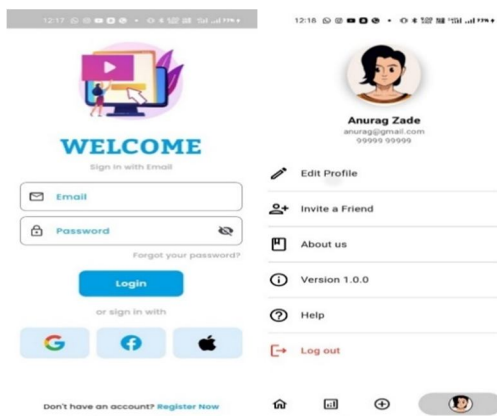 12:17
WELCOME
Sign in with Email
Email
Password
Forgot your password?
Login
or sign in with
Don't have an account? Register Now
12:16
Anurag Zade
anurag@gmail.com
99999 99999
Edit Profile
Invite a Friend
About us
Version 1.0.0
Help
Log out